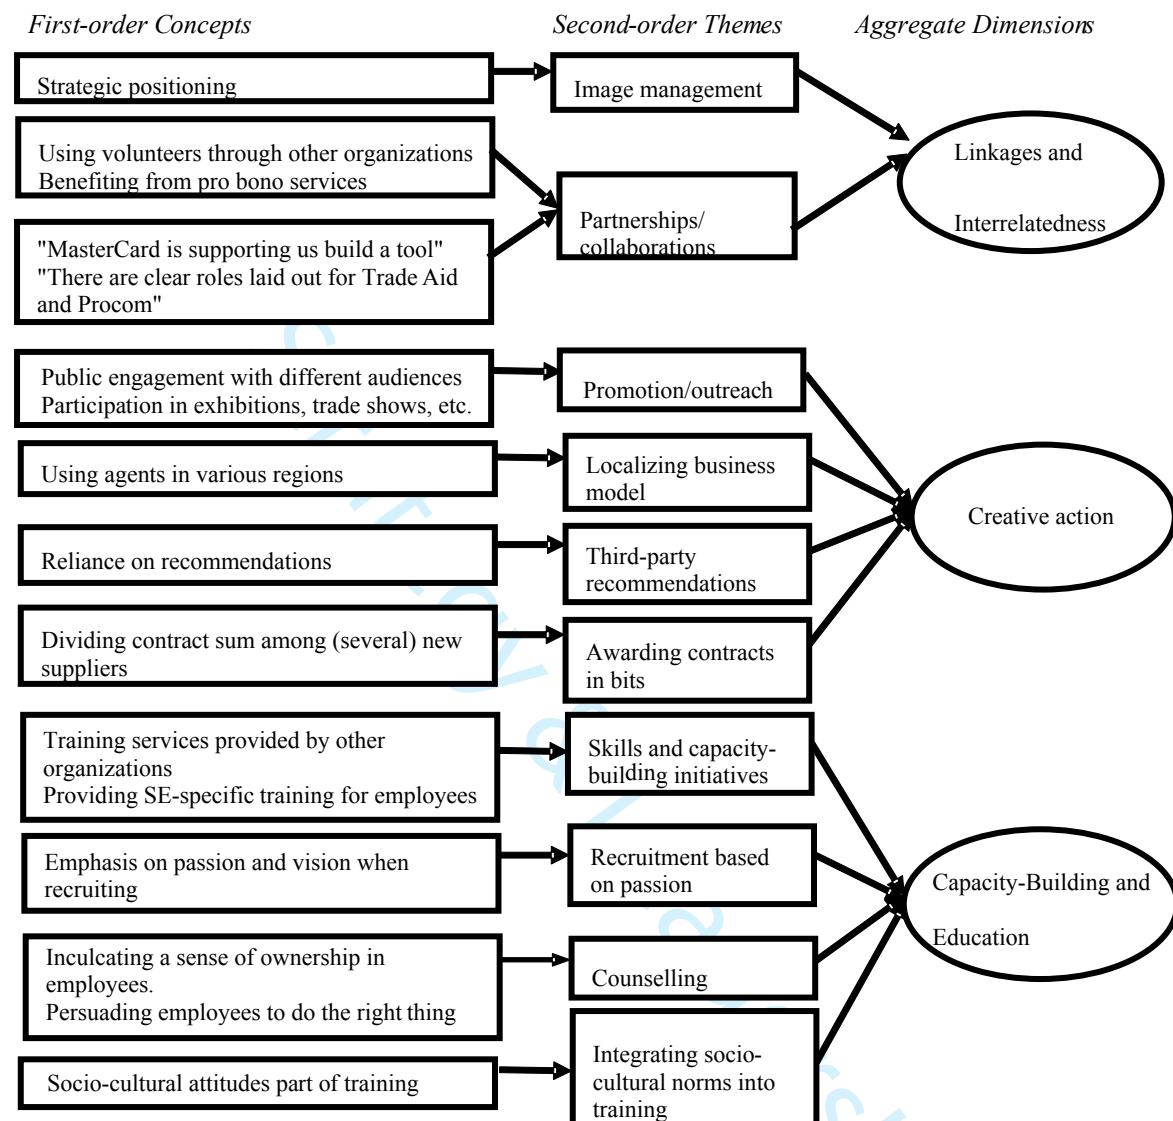 First-order Concepts
Second-order Themes
Aggregate Dimensions
Strategic positioning
Image management
Using volunteers through other organizations
Benefiting from pro bono services
"MasterCard is supporting us build a tool"
"There are clear roles laid out for Trade Aid
and Procom"
Partnerships/
collaborations
Linkages and
Interrelatedness
Public engagement with different audiences
Participation in exhibitions, trade shows, etc.
Promotion/outreach
Using agents in various regions
Localizing business
model
Reliance on recommendations
Third-party
recommendations
Dividing contract sum among (several) new
suppliers
Awarding contracts
in bits
Creative action
Training services provided by other
organizations
Providing SE-specific training for employees
Skills and capacity-
building initiatives
Emphasis on passion and vision when
recruiting
Recruitment based
on passion
Inculcating a sense of ownership in
employees.
Persuading employees to do the right thing
Counselling
Socio-cultural attitudes part of training
Integrating socio-
cultural norms into
training
Capacity-Building and
Education